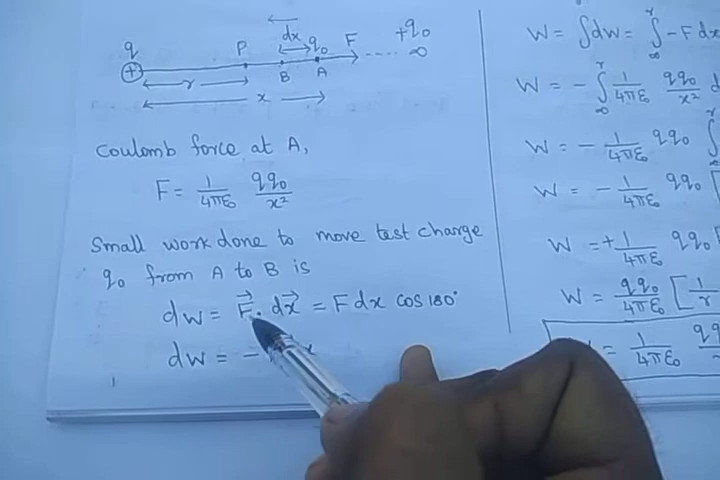 dx
q P q₀ F +q₀
⊕ B A ..... ∞
r
x
Coulomb force at A,
F = 1/4πε₀ qq₀/x²
Small work done to move test charge
q₀ from A to B is
dw = F⃗ . dx⃗ = F dx cos 180°
dw = - x
W = ∫dw = ∫_∞^r -F dx
W = - ∫_∞^r 1/4πε₀ qq₀/x² d
W = - 1/4πε₀ qq₀ ∫
W = - 1/4πε₀ qq₀ [
W = + 1/4πε₀ qq₀ [
W = qq₀/4πε₀ [1/r
= 1/4πε₀ qq